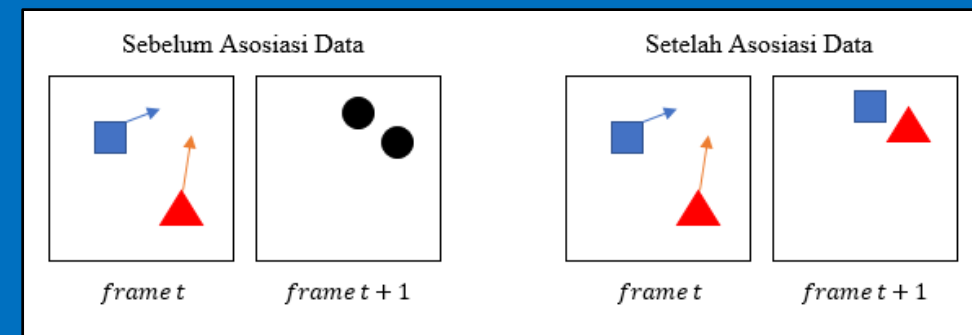 Sebelum Asosiasi Data
Setelah Asosiasi Data
frame t
frame t + 1
frame t
frame t + 1